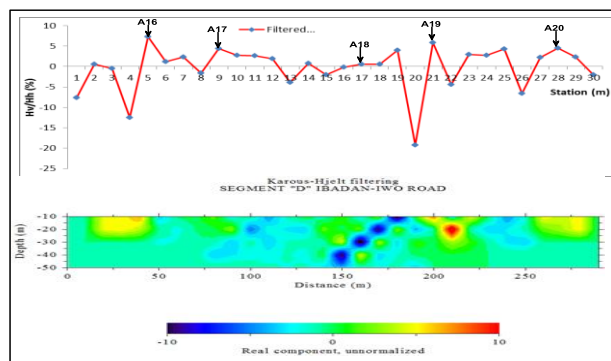 A16 A17 A18 A19 A20
Filtered...
10
5
0
-5
-10
-15
-20
-25
Hv/Hh (%)
1 2 3 4 5 6 7 8 9 10 11 12 13 14 15 16 17 18 19 20 21 22 23 24 25 26 27 28 29 30
Station (m)
Karous-Hjelt filtering
SEGMENT "D" IBADAN-IWO ROAD
-10
-20
-30
-40
-50
Depth (m)
0 50 100 150 200 250
Distance (m)
-10 0 10
Real component, unnormalized